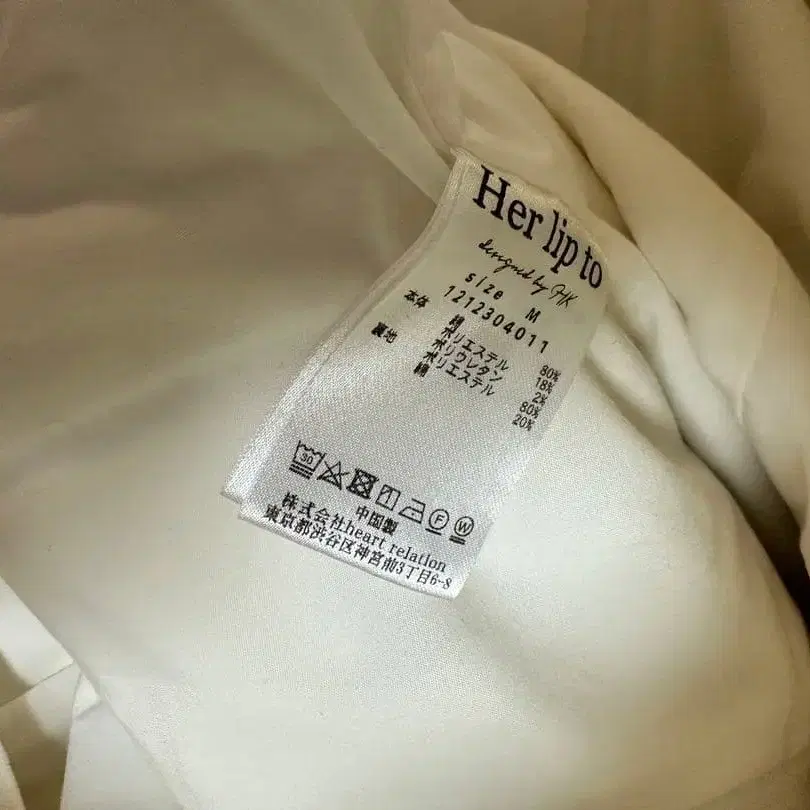 Her lip to
designed by HK
size M
1212304011
本体 綿 80%
ポリエステル 18%
ポリウレタン 2%
裏地 ポリエステル 80%
綿 20%
30
F
W
中国製
株式会社heart relation
東京都渋谷区神宮前3丁目6-8